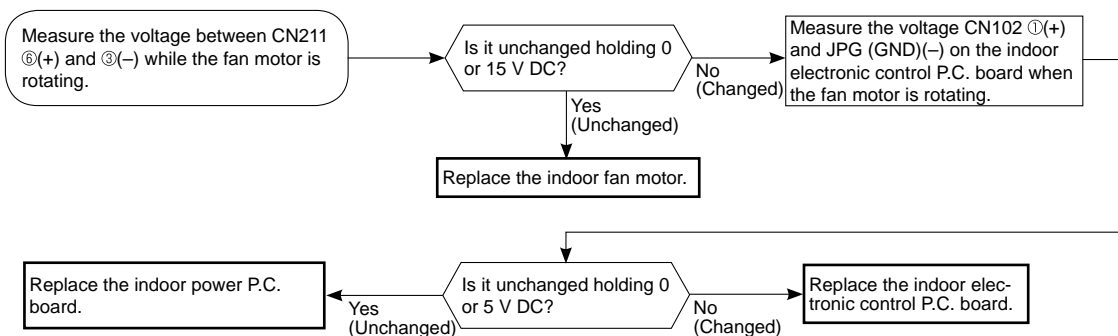 Measure the voltage between CN211
⑥(+) and ③(–) while the fan motor is
rotating.
Is it unchanged holding 0
or 15 V DC?
No
(Changed)
Measure the voltage CN102 ①(+)
and JPG (GND)(–) on the indoor
electronic control P.C. board when
the fan motor is rotating.
Yes
(Unchanged)
Replace the indoor fan motor.
Is it unchanged holding 0
or 5 V DC?
Yes
(Unchanged)
Replace the indoor power P.C.
board.
No
(Changed)
Replace the indoor elec-
tronic control P.C. board.